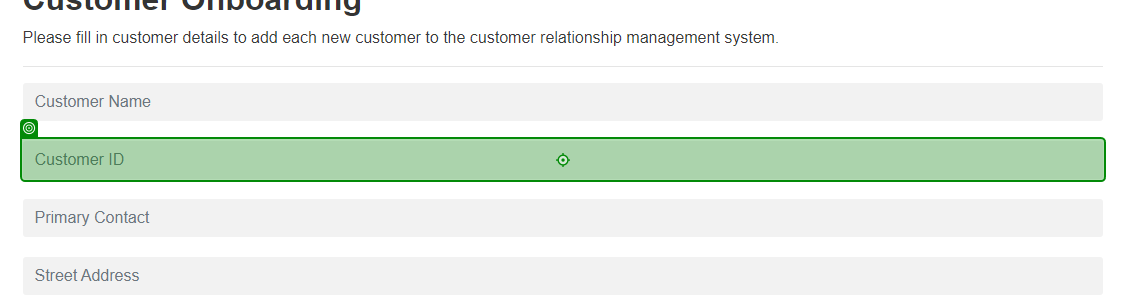 Customer Onboarding
Please fill in customer details to add each new customer to the customer relationship management system.
Customer Name
Customer ID
Primary Contact
Street Address